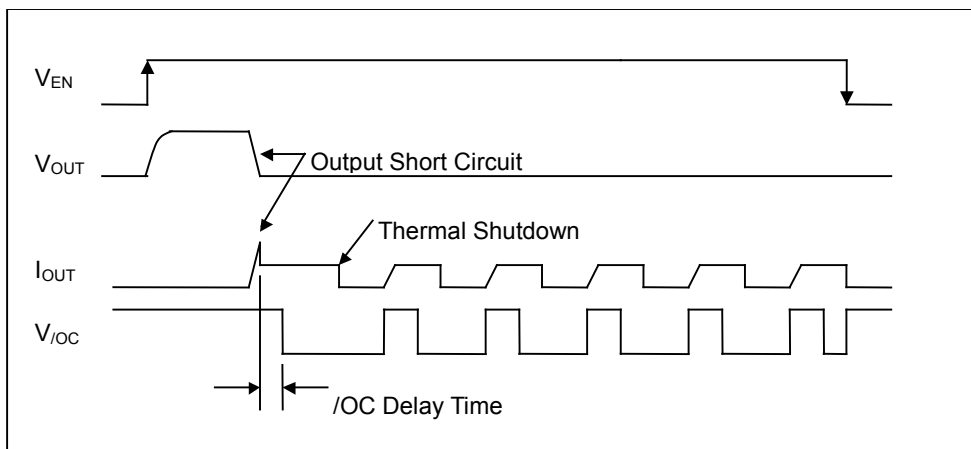 VEN
VOUT
Output Short Circuit
Thermal Shutdown
IOUT
V/OC
/OC Delay Time